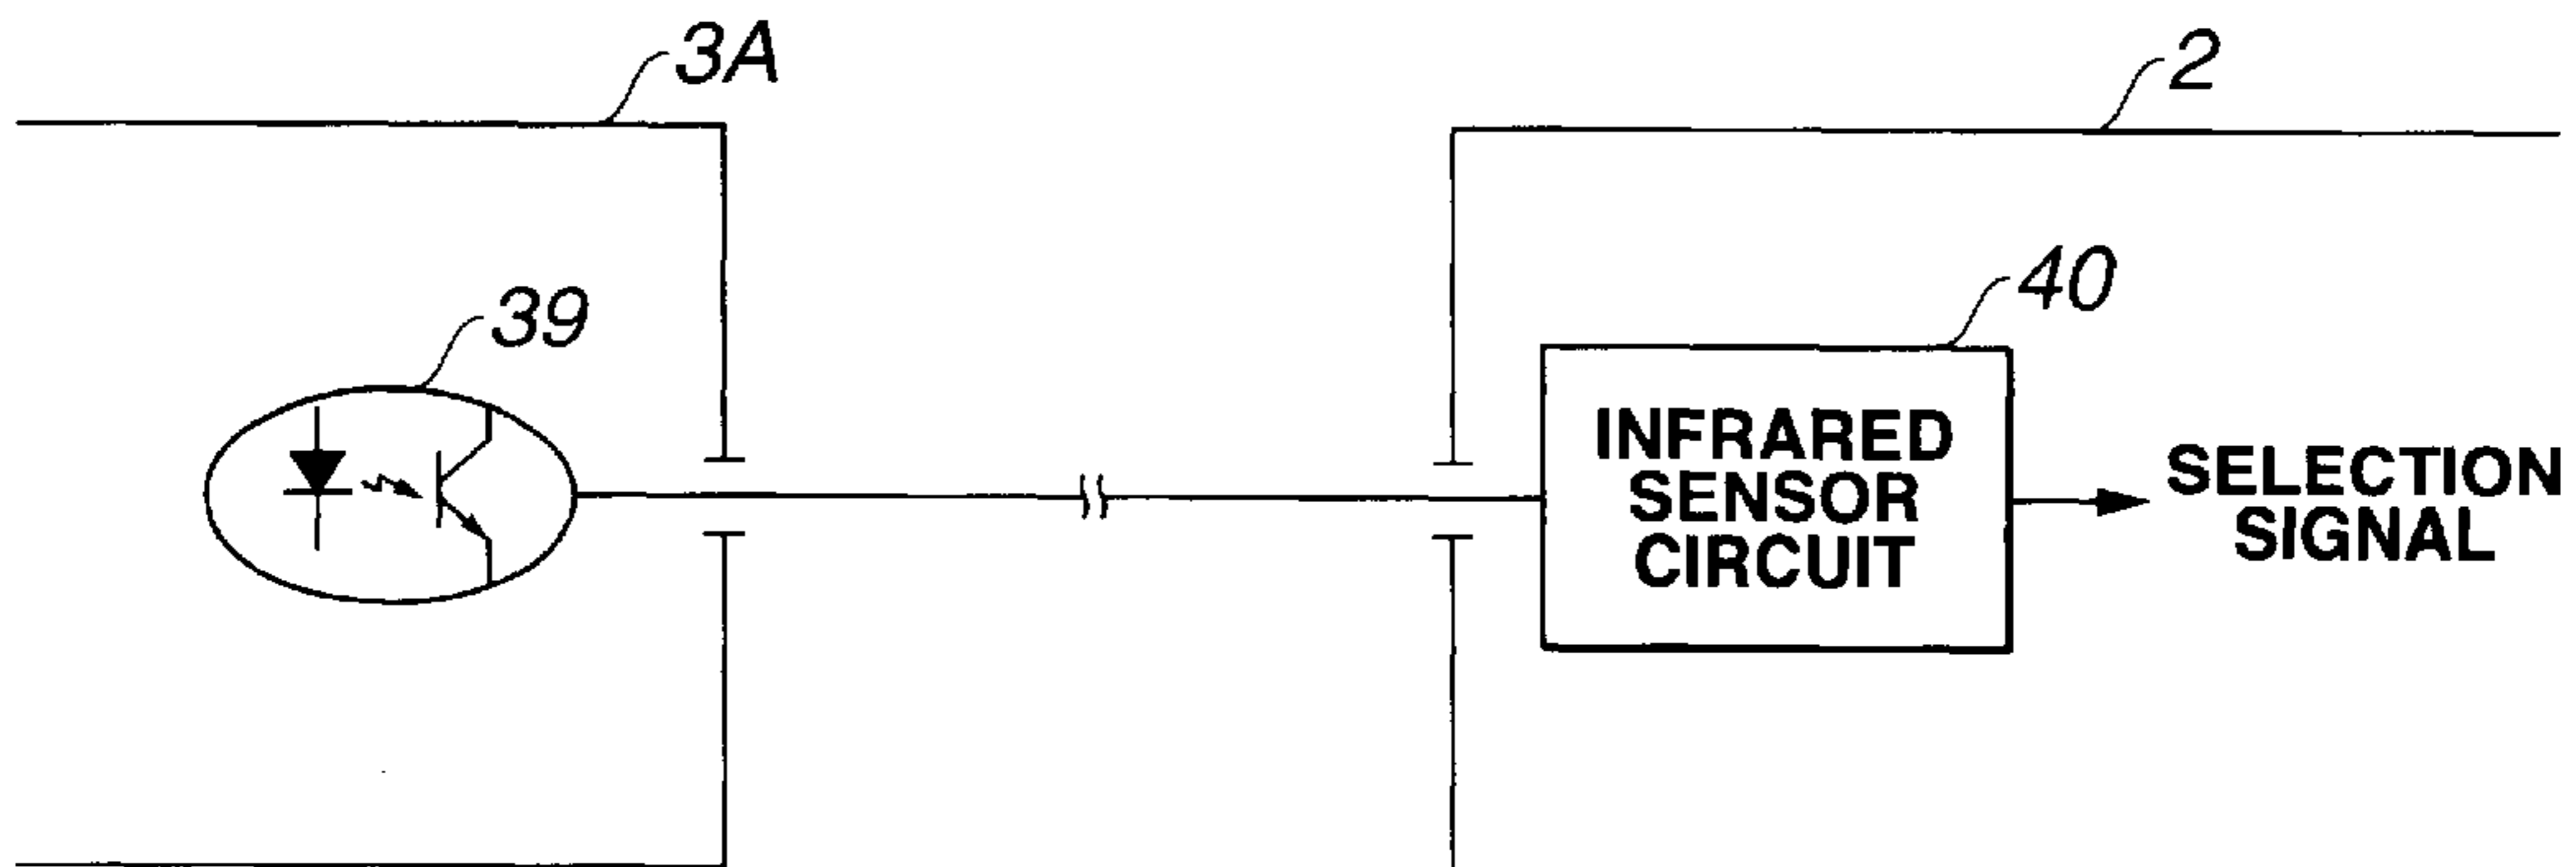 3A
2
39
40
INFRARED
SENSOR
CIRCUIT
SELECTION
SIGNAL